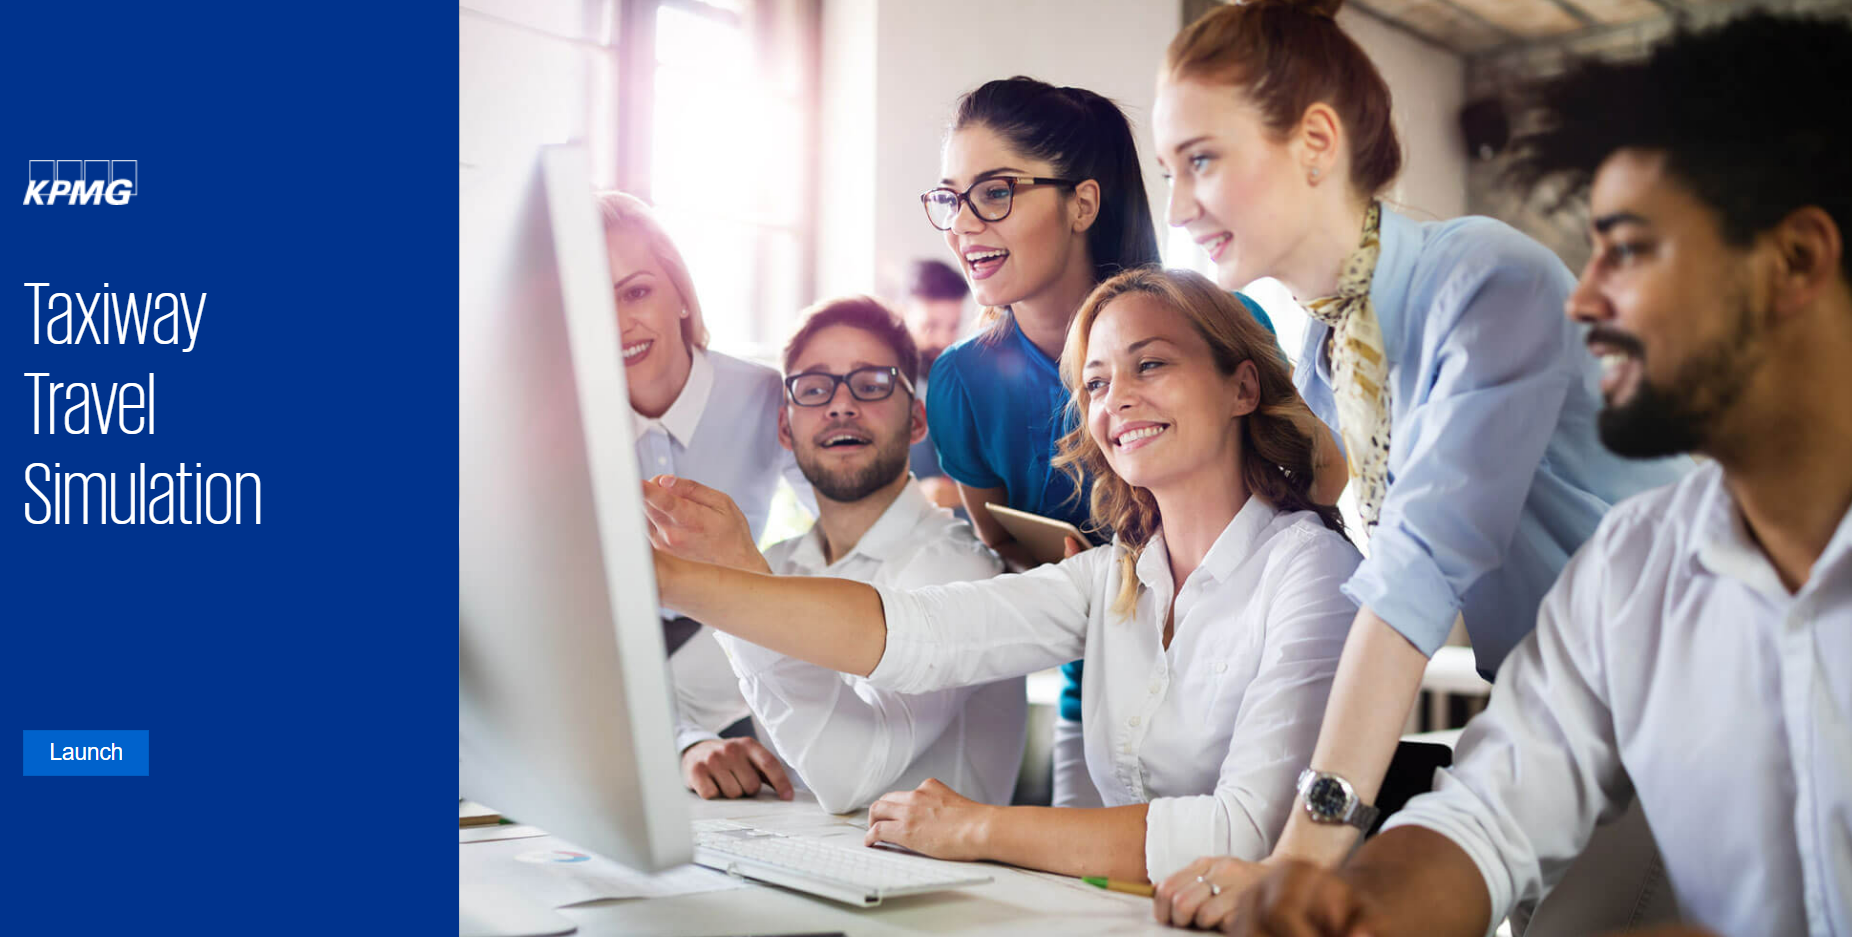 KPMG
Taxiway
Travel
Simulation
Launch